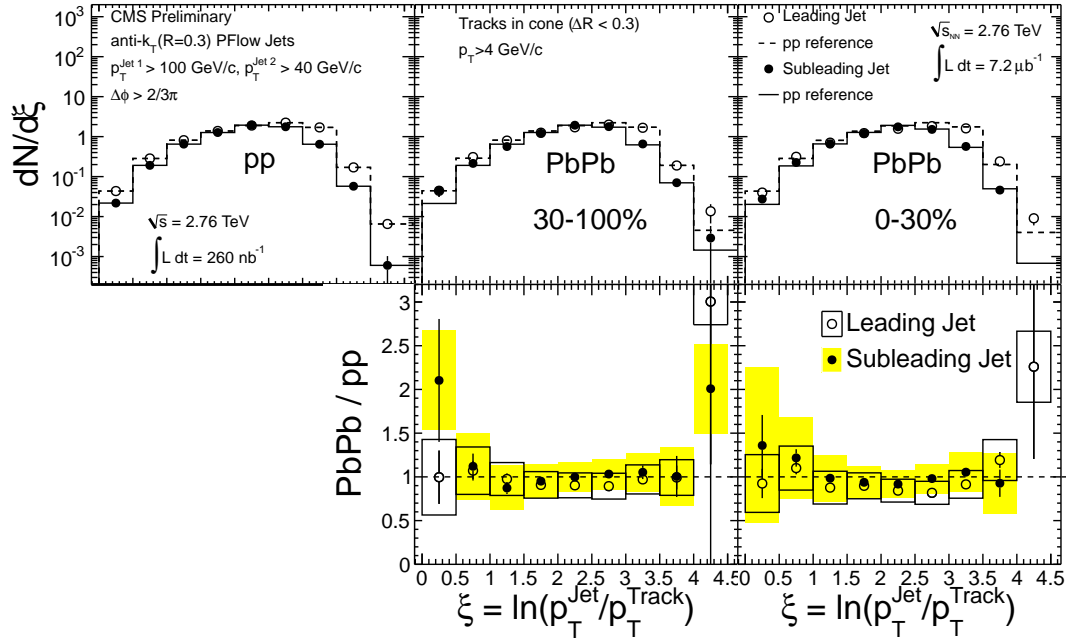 CMS Preliminary
anti-k_T(R=0.3) PFlow Jets
p_T^{Jet 1} > 100 GeV/c, p_T^{Jet 2} > 40 GeV/c
Δϕ > 2/3π
pp
√s = 2.76 TeV
∫ L dt = 260 nb^{-1}
dN/dξ
10^3
10^2
10
1
10^{-1}
10^{-2}
10^{-3}
Tracks in cone (ΔR < 0.3)
p_T>4 GeV/c
PbPb
30-100%
Leading Jet
pp reference
Subleading Jet
pp reference
√s_{NN} = 2.76 TeV
∫ L dt = 7.2 μb^{-1}
PbPb
0-30%
PbPb / pp
3
2.5
2
1.5
1
0.5
0
0 0.5 1 1.5 2 2.5 3 3.5 4 4.5
ξ = ln(p_T^{Jet}/p_T^{Track})
Leading Jet
Subleading Jet
0 0.5 1 1.5 2 2.5 3 3.5 4 4.5
ξ = ln(p_T^{Jet}/p_T^{Track})